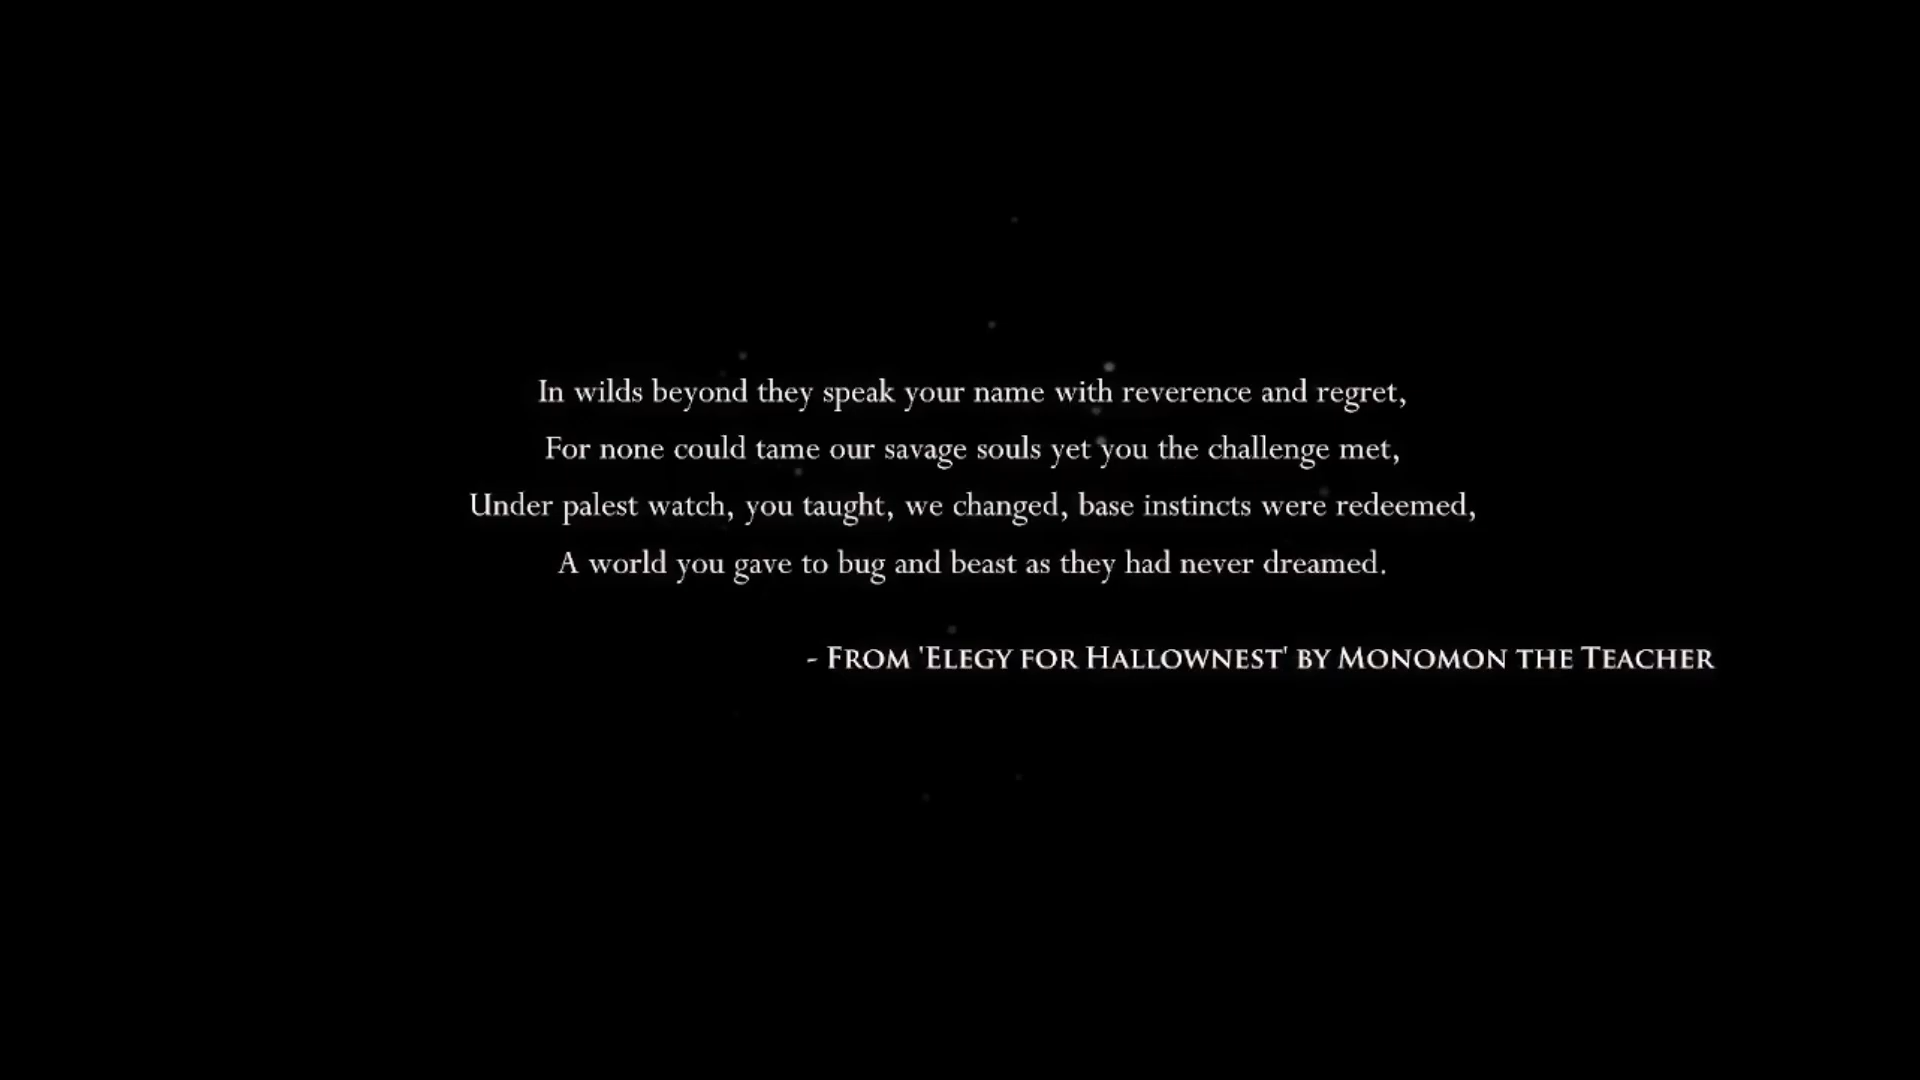 In wilds beyond they speak your name with reverence and regret,
For none could tame our savage souls yet you the challenge met,
Under palest watch, you taught, we changed, base instincts were redeemed,
A world you gave to bug and beast as they had never dreamed.
- From 'Elegy for Hallownest' by Monomon the Teacher